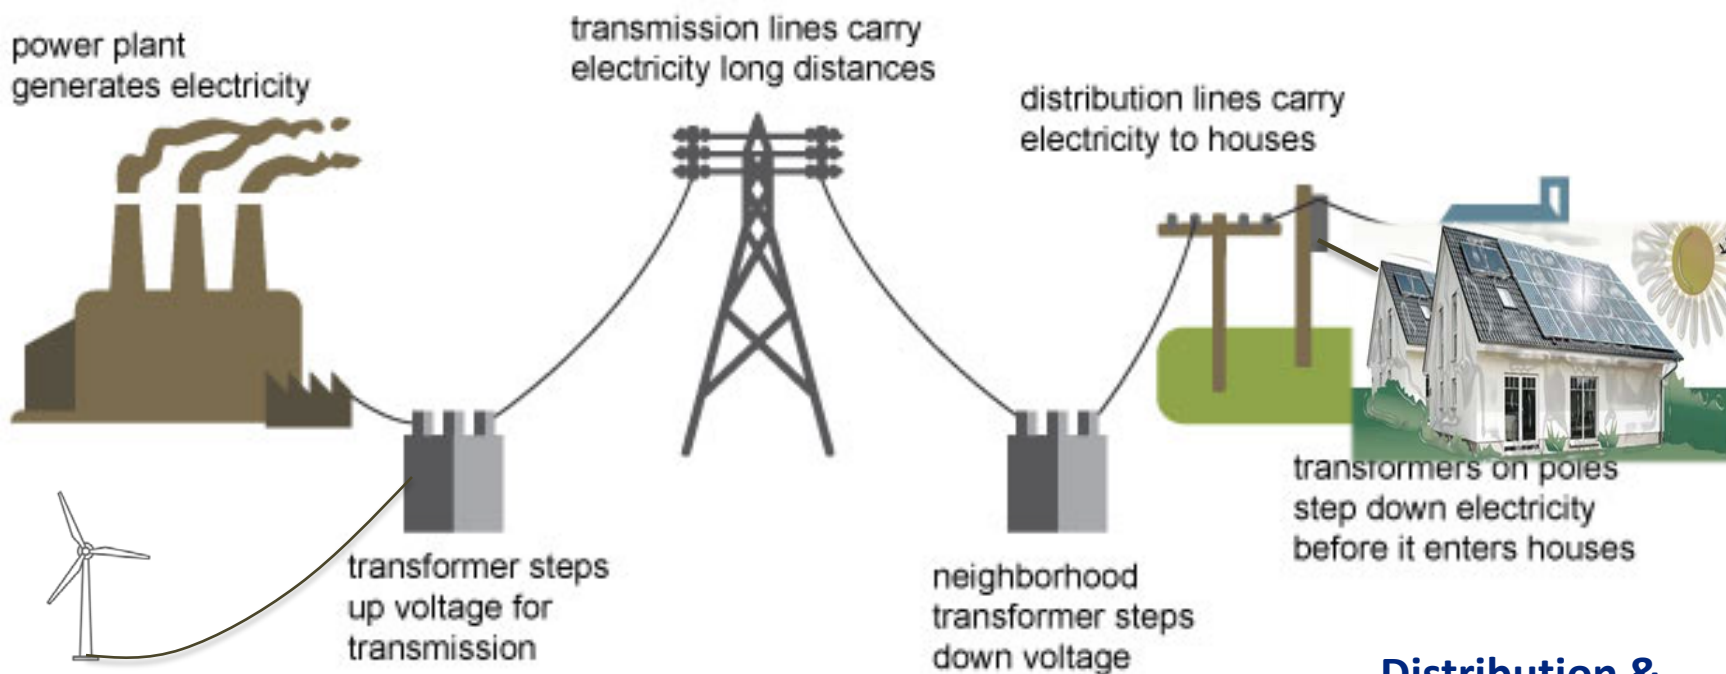 power plant
generates electricity
transmission lines carry
electricity long distances
distribution lines carry
electricity to houses
transformer steps
up voltage for
transmission
neighborhood
transformer steps
down voltage
transformers on poles
step down electricity
before it enters houses
Distribution &